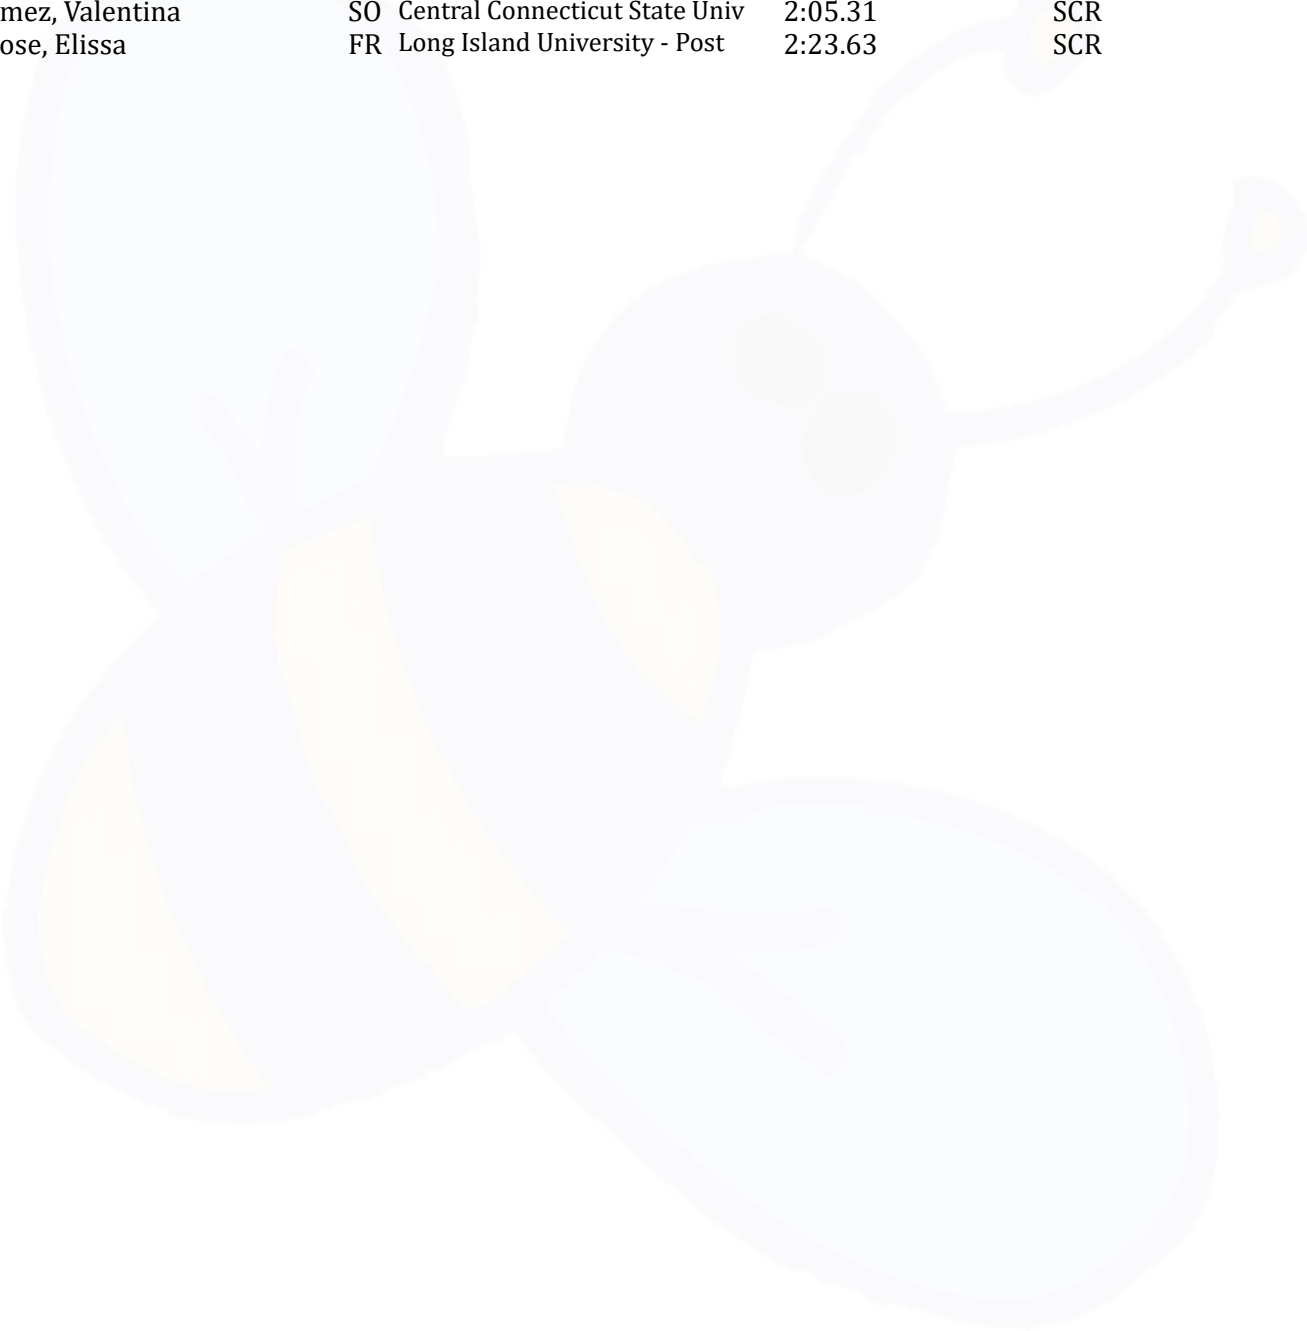 mez, Valentina SO Central Connecticut State Univ 2:05.31 SCR
ose, Elissa FR Long Island University - Post 2:23.63 SCR